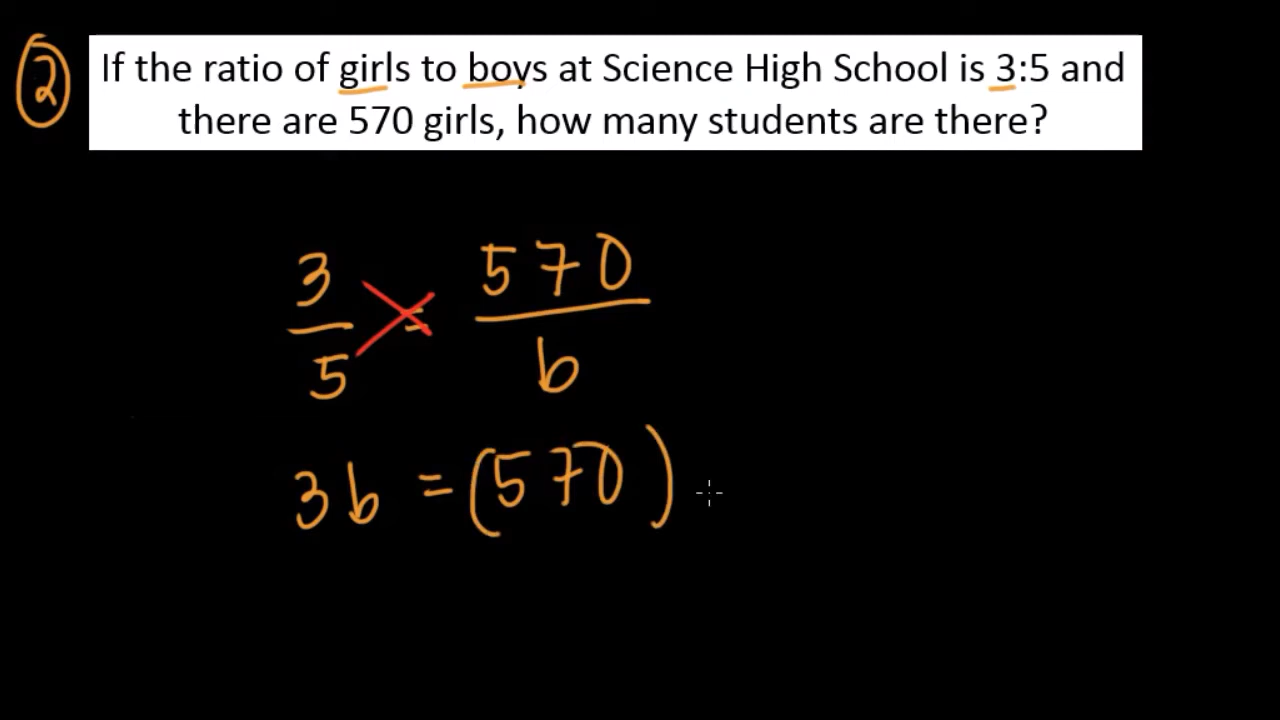 2
If the ratio of girls to boys at Science High School is 3:5 and
there are 570 girls, how many students are there?
3/5 = 570/b
3b = (570)